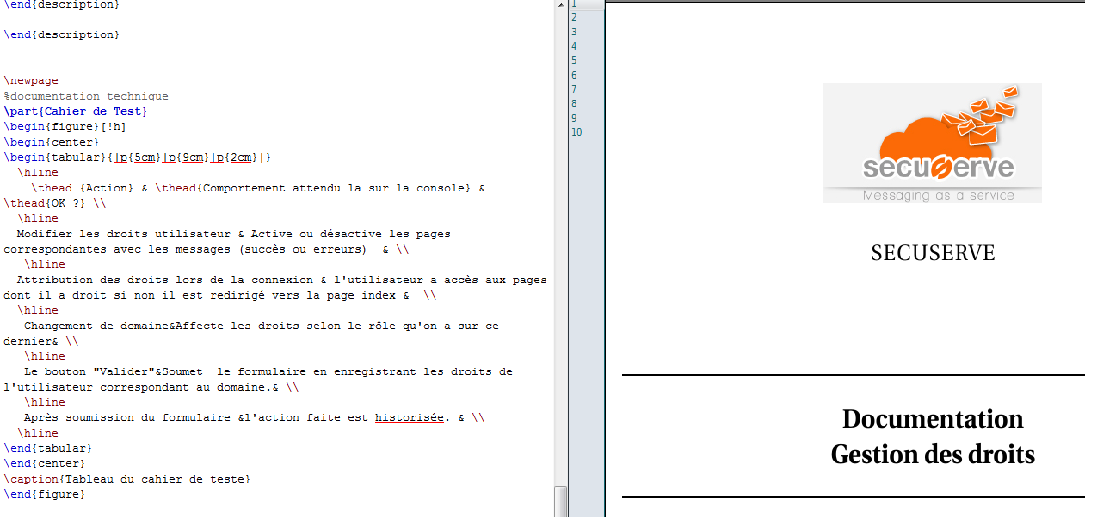 \end{description}
\end{description}
\newpage
%documentation technique
\part{Cahier de Test}
\begin{figure}[!h]
\begin{center}
\begin{tabular}{|p{5cm}|p{9cm}|p{2cm}|}
\hline
\thead {Action} & \thead{Comportement attendu la sur la console} &
\thead{OK ?} \\
\hline
Modifier les droits utilisateur & Active ou désactive les pages
correspondantes avec les messages (succès ou erreurs) & \\
\hline
Attribution des droits lors de la connexion & l'utilisateur a accès aux pages
dont il a droit si non il est redirigé vers la page index & \\
\hline
Changement de domaine&Affecte les droits selon le rôle qu'on a sur ce
dernier& \\
\hline
Le bouton "Valider"&Soumet le formulaire en enregistrant les droits de
l'utilisateur correspondant au domaine.& \\
\hline
Après soumission du formulaire &l'action faite est historisée. & \\
\hline
\end{tabular}
\end{center}
\caption{Tableau du cahier de teste}
\end{figure}
1
2
3
4
5
6
7
8
9
10
secuserve
Messaging as a service
SECUSERVE
Documentation
Gestion des droits